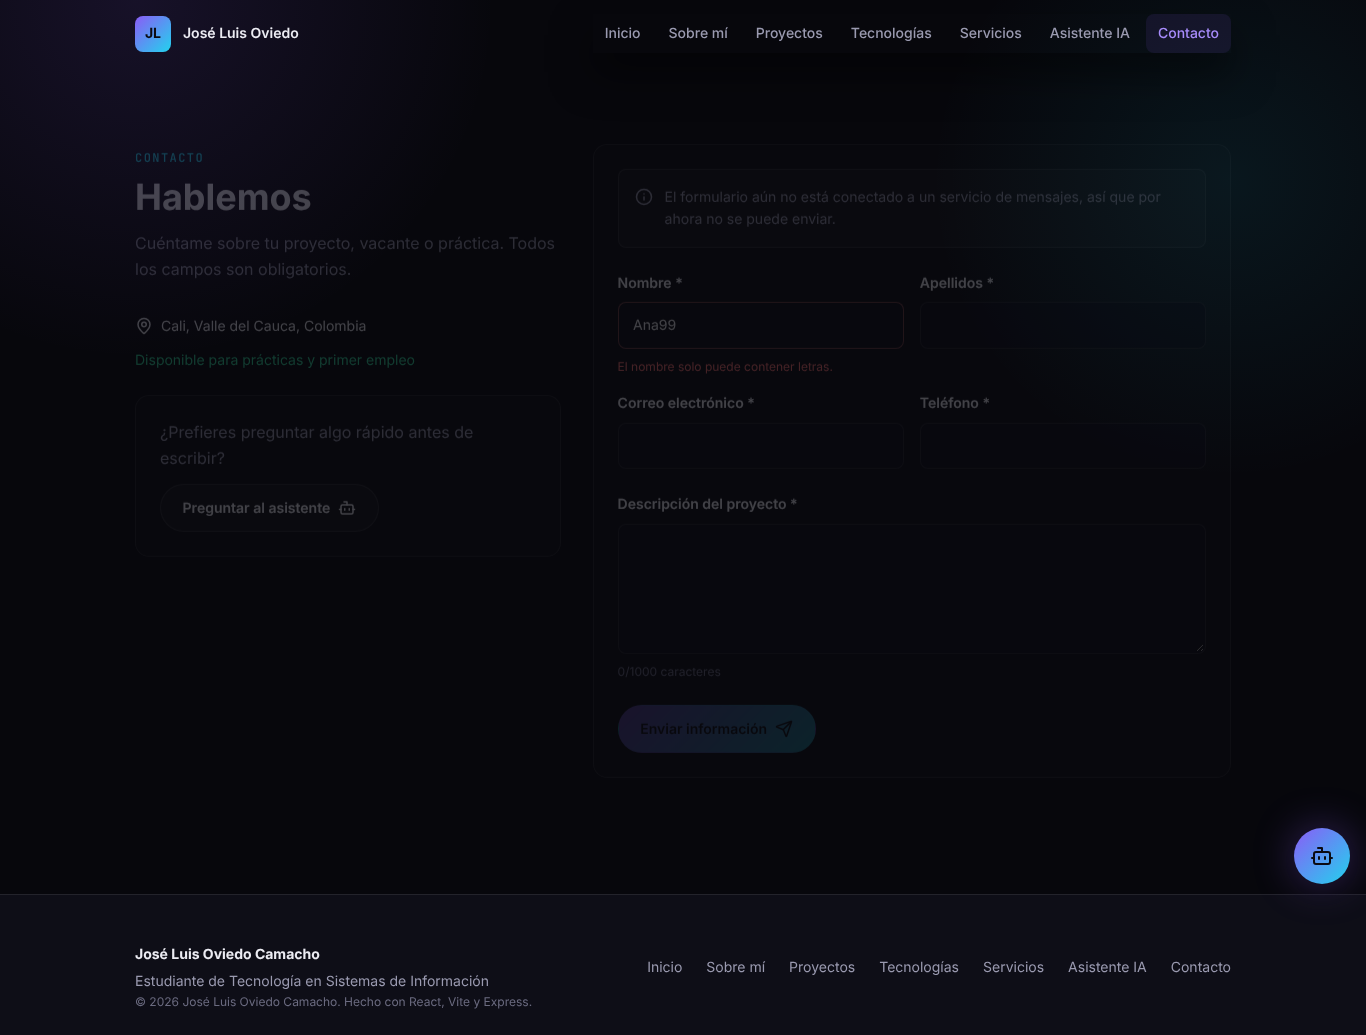 JL José Luis Oviedo
Inicio Sobre mí Proyectos Tecnologías Servicios Asistente IA Contacto
CONTACTO
Hablemos
Cuéntame sobre tu proyecto, vacante o práctica. Todos
los campos son obligatorios.
Cali, Valle del Cauca, Colombia
Disponible para prácticas y primer empleo
¿Prefieres preguntar algo rápido antes de
escribir?
Preguntar al asistente
El formulario aún no está conectado a un servicio de mensajes, así que por
ahora no se puede enviar.
Nombre *
Ana99
El nombre solo puede contener letras.
Apellidos *
Correo electrónico *
Teléfono *
Descripción del proyecto *
0/1000 caracteres
Enviar información
José Luis Oviedo Camacho
Estudiante de Tecnología en Sistemas de Información
© 2026 José Luis Oviedo Camacho. Hecho con React, Vite y Express.
Inicio Sobre mí Proyectos Tecnologías Servicios Asistente IA Contacto